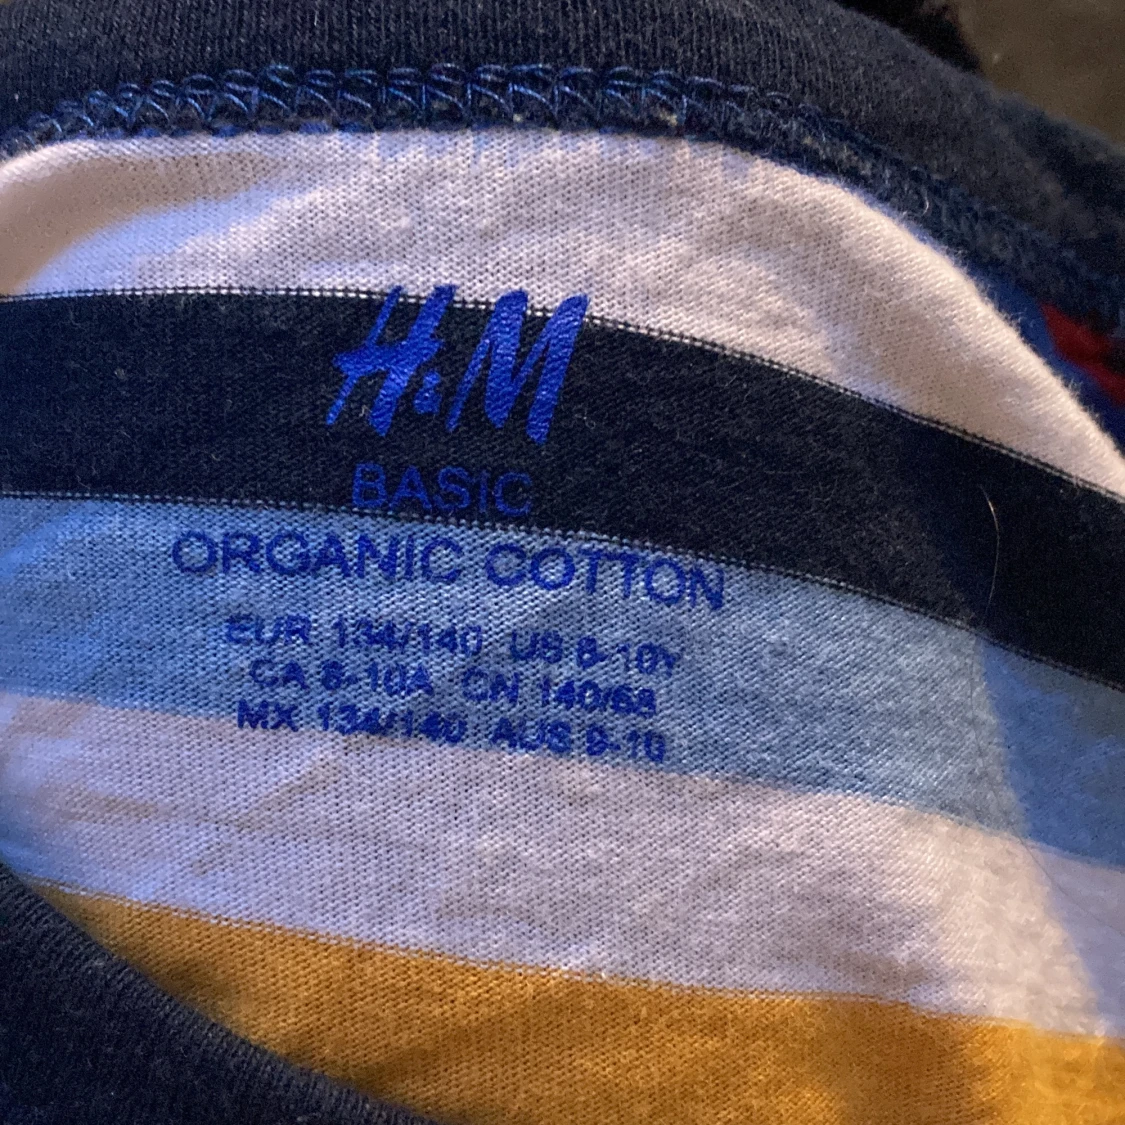 H&M
BASIC
ORGANIC COTTON
EUR 134/140 US 8-10Y
CA 8-10A CN 140/68
MX 134/140 AUS 9-10